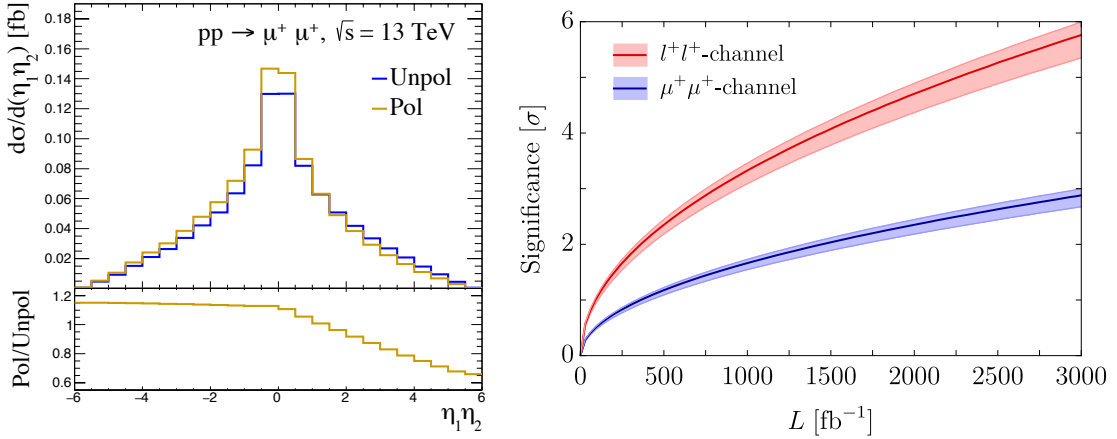 dσ/d(η₁η₂) [fb]
0.18
0.16
0.14
0.12
0.10
0.08
0.06
0.04
0.02
pp → μ⁺ μ⁺, √s = 13 TeV
Unpol
Pol
Pol/Unpol
1.2
1.0
0.8
0.6
−6 −4 −2 0 2 4 6
η₁η₂
Significance [σ]
6
4
2
0
l⁺l⁺-channel
μ⁺μ⁺-channel
0 500 1000 1500 2000 2500 3000
L [fb⁻¹]